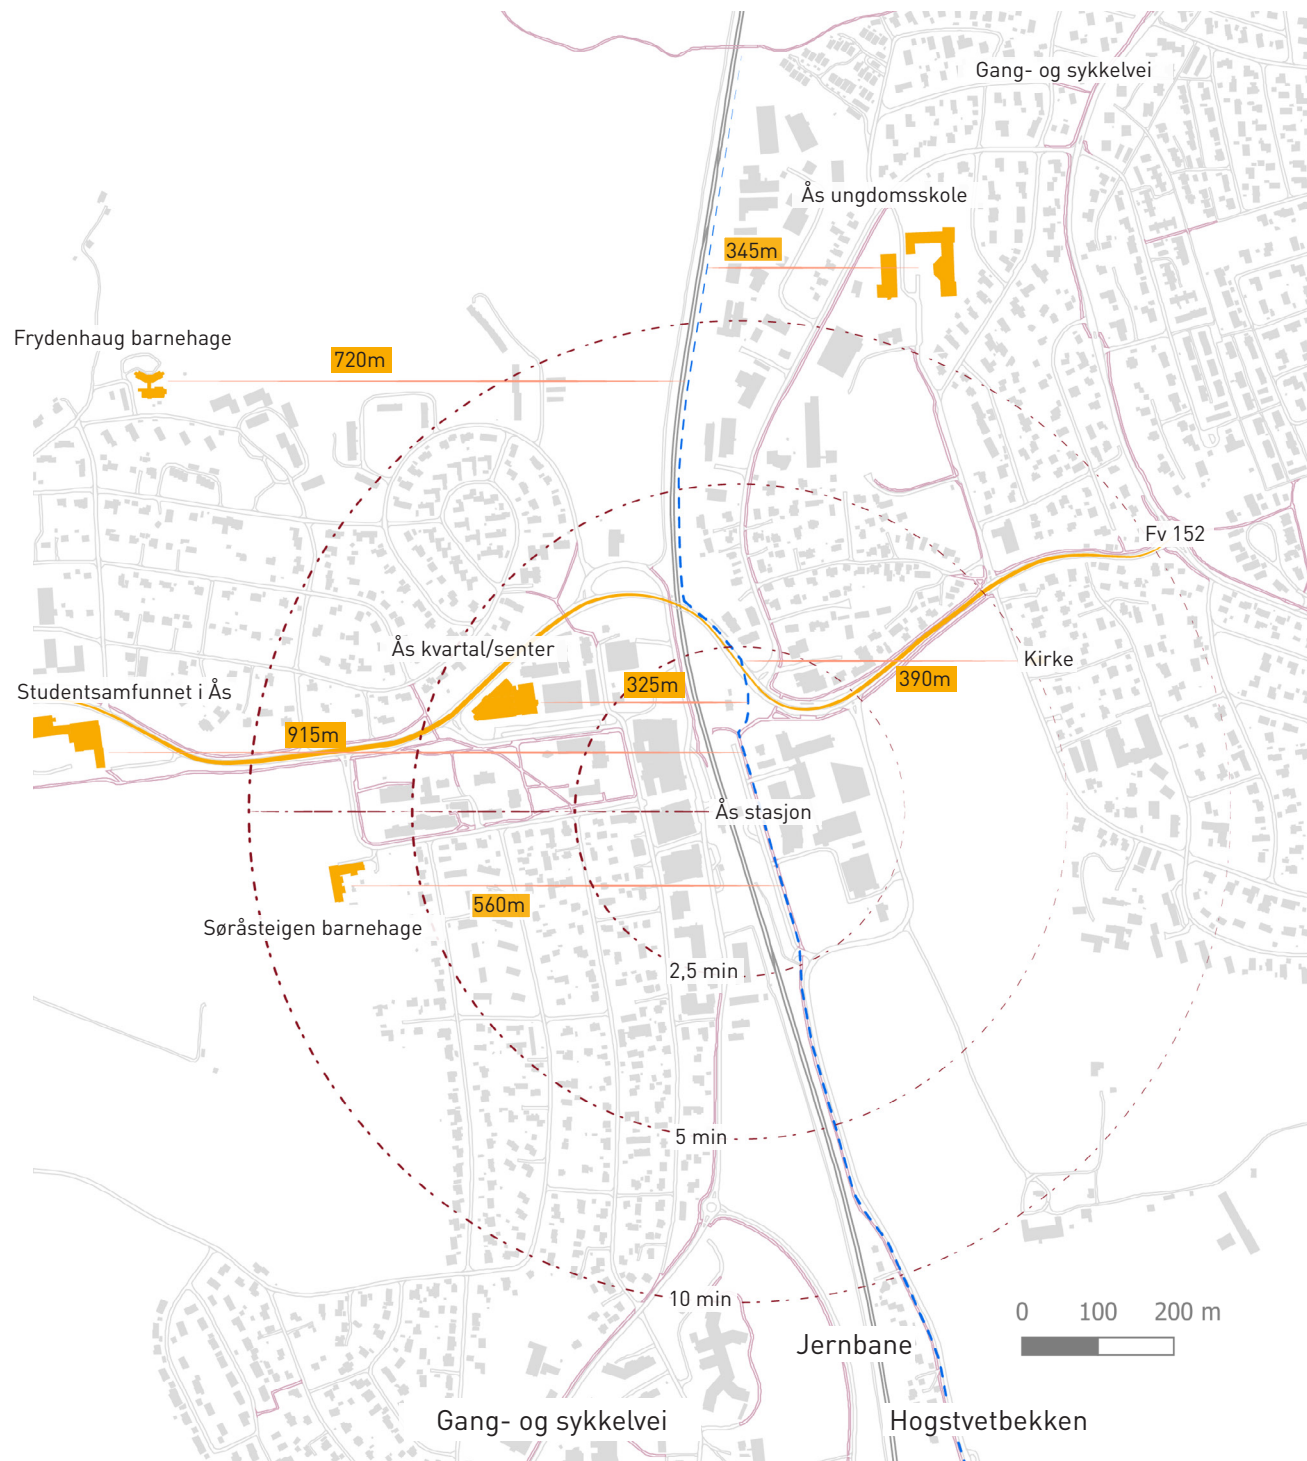 Gang- og sykkelvei
Ås ungdomsskole
345m
Frydenhaug barnehage
720m
Fv 152
Ås kvartal/senter
Kirke
325m
390m
Studentsamfunnet i Ås
915m
Ås stasjon
560m
Søråsteigen barnehage
2,5 min
5 min
10 min
0 100 200 m
Jernbane
Gang- og sykkelvei
Hogstvetbekken